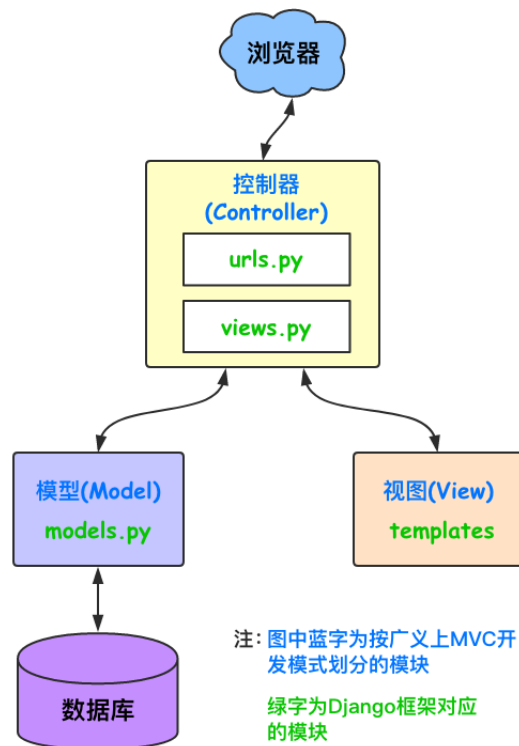 浏览器
控制器
(Controller)
urls.py
views.py
模型(Model)
models.py
视图(View)
templates
数据库
注：图中蓝字为按广义上MVC开
发模式划分的模块
绿字为Django框架对应
的模块